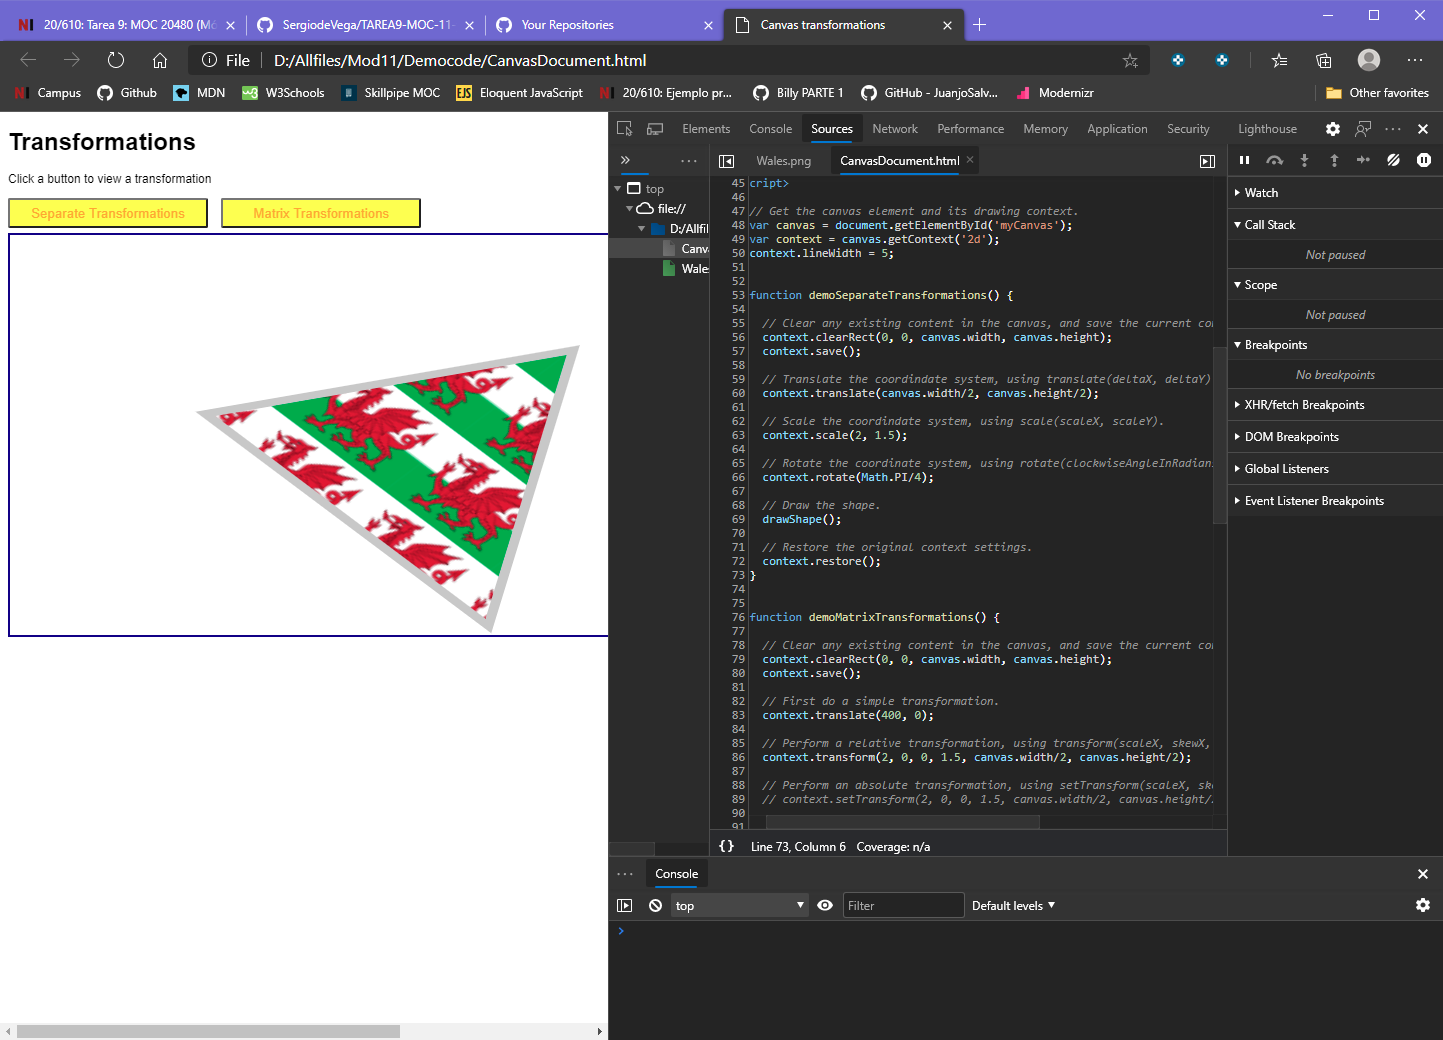 20/610: Tarea 9: MOC 20480 (Mó
SergiodeVega/TAREA9-MOC-11-
Your Repositories
Canvas transformations
File
D:/Allfiles/Mod11/Democode/CanvasDocument.html
Campus
Github
MDN
W3Schools
Skillpipe MOC
EJS Eloquent JavaScript
20/610: Ejemplo pr...
Billy PARTE 1
GitHub - JuanjoSalv...
Modernizr
Other favorites
Transformations
Click a button to view a transformation
Separate Transformations
Matrix Transformations
Elements
Console
Sources
Network
Performance
Memory
Application
Security
Lighthouse
Wales.png
CanvasDocument.html
top
file://
D:/Allfil
Canv
Wale
45 cript>
46
47 // Get the canvas element and its drawing context.
48 var canvas = document.getElementById('myCanvas');
49 var context = canvas.getContext('2d');
50 context.lineWidth = 5;
51
52
53 function demoSeparateTransformations() {
54
55 // Clear any existing content in the canvas, and save the current co
56 context.clearRect(0, 0, canvas.width, canvas.height);
57 context.save();
58
59 // Translate the coordindate system, using translate(deltaX, deltaY)
60 context.translate(canvas.width/2, canvas.height/2);
61
62 // Scale the coordindate system, using scale(scaleX, scaleY).
63 context.scale(2, 1.5);
64
65 // Rotate the coordinate system, using rotate(clockwiseAngleInRadian
66 context.rotate(Math.PI/4);
67
68 // Draw the shape.
69 drawShape();
70
71 // Restore the original context settings.
72 context.restore();
73 }
74
75
76 function demoMatrixTransformations() {
77
78 // Clear any existing content in the canvas, and save the current co
79 context.clearRect(0, 0, canvas.width, canvas.height);
80 context.save();
81
82 // First do a simple transformation.
83 context.translate(400, 0);
84
85 // Perform a relative transformation, using transform(scaleX, skewX,
86 context.transform(2, 0, 0, 1.5, canvas.width/2, canvas.height/2);
87
88 // Perform an absolute transformation, using setTransform(scaleX, sk
89 // context.setTransform(2, 0, 0, 1.5, canvas.width/2, canvas.height/
90
91
{} Line 73, Column 6 Coverage: n/a
Watch
Call Stack
Not paused
Scope
Not paused
Breakpoints
No breakpoints
XHR/fetch Breakpoints
DOM Breakpoints
Global Listeners
Event Listener Breakpoints
Console
top
Filter
Default levels